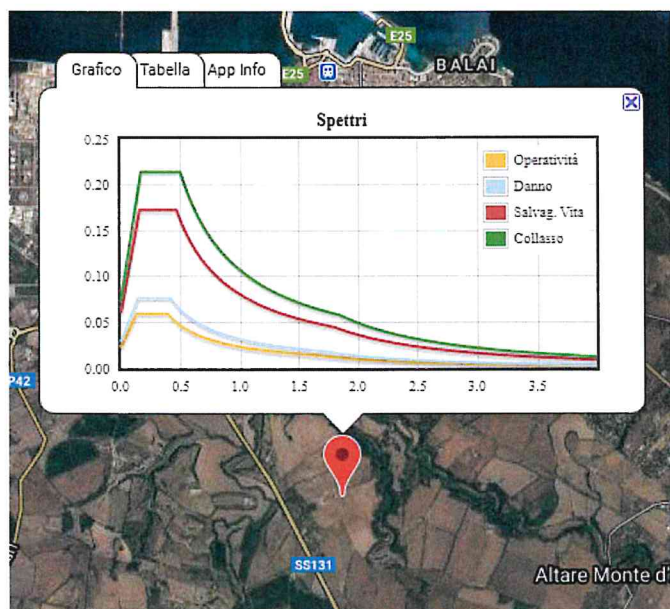 E25
BALAI
E25
Grafico
Tabella
App Info
Spettri
0.25
0.20
0.15
0.10
0.05
0.00
0.0 0.5 1.0 1.5 2.0 2.5 3.0 3.5
Operatività
Danno
Salvag. Vita
Collasso
P42
SS131
Altare Monte d'